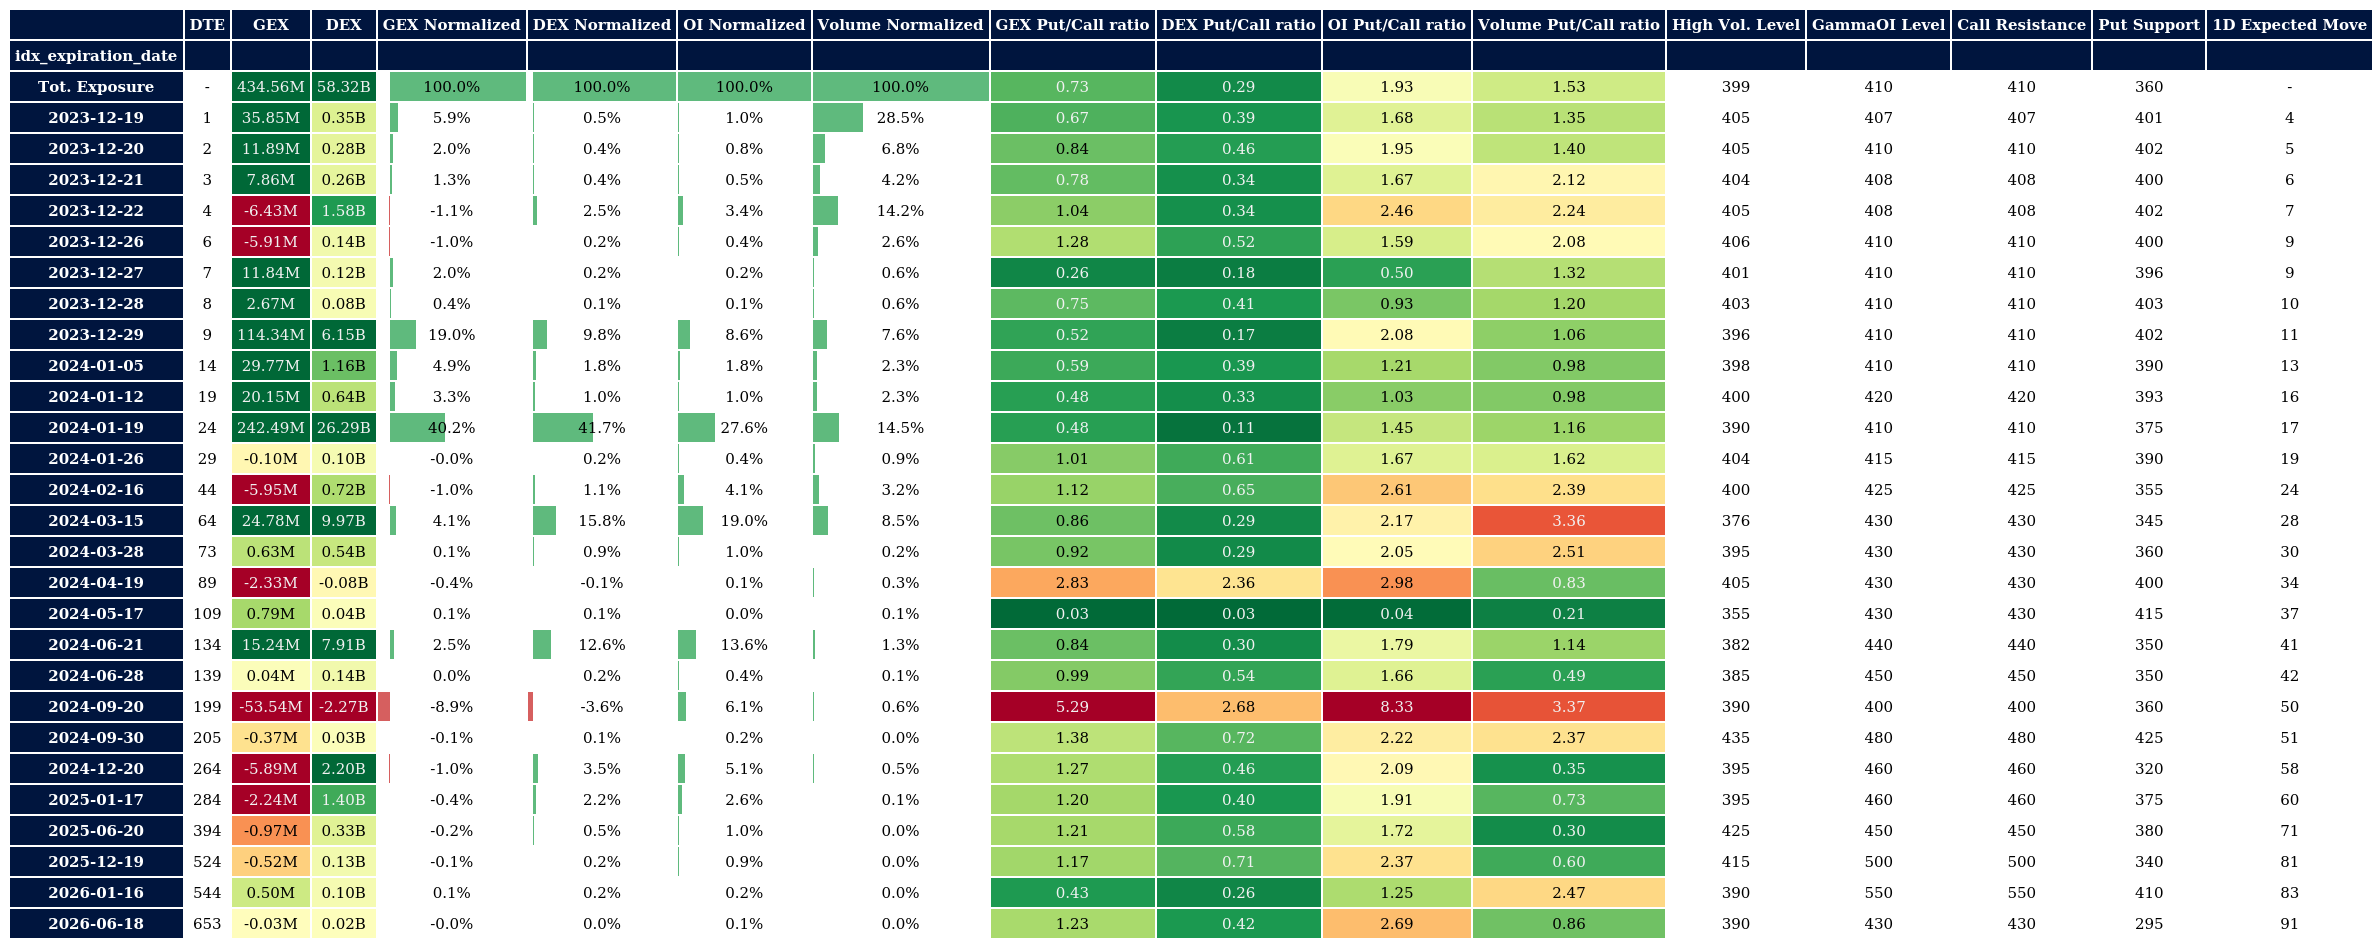 DTE GEX DEX GEX Normalized DEX Normalized OI Normalized Volume Normalized GEX Put/Call ratio DEX Put/Call ratio OI Put/Call ratio Volume Put/Call ratio High Vol. Level GammaOI Level Call Resistance Put Support 1D Expected Move
idx_expiration_date
Tot. Exposure - 434.56M 58.32B 100.0% 100.0% 100.0% 100.0% 0.73 0.29 1.93 1.53 399 410 410 360 -
2023-12-19 1 35.85M 0.35B 5.9% 0.5% 1.0% 28.5% 0.67 0.39 1.68 1.35 405 407 407 401 4
2023-12-20 2 11.89M 0.28B 2.0% 0.4% 0.8% 6.8% 0.84 0.46 1.95 1.40 405 410 410 402 5
2023-12-21 3 7.86M 0.26B 1.3% 0.4% 0.5% 4.2% 0.78 0.34 1.67 2.12 404 408 408 400 6
2023-12-22 4 -6.43M 1.58B -1.1% 2.5% 3.4% 14.2% 1.04 0.34 2.46 2.24 405 408 408 402 7
2023-12-26 6 -5.91M 0.14B -1.0% 0.2% 0.4% 2.6% 1.28 0.52 1.59 2.08 406 410 410 400 9
2023-12-27 7 11.84M 0.12B 2.0% 0.2% 0.2% 0.6% 0.26 0.18 0.50 1.32 401 410 410 396 9
2023-12-28 8 2.67M 0.08B 0.4% 0.1% 0.1% 0.6% 0.75 0.41 0.93 1.20 403 410 410 403 10
2023-12-29 9 114.34M 6.15B 19.0% 9.8% 8.6% 7.6% 0.52 0.17 2.08 1.06 396 410 410 402 11
2024-01-05 14 29.77M 1.16B 4.9% 1.8% 1.8% 2.3% 0.59 0.39 1.21 0.98 398 410 410 390 13
2024-01-12 19 20.15M 0.64B 3.3% 1.0% 1.0% 2.3% 0.48 0.33 1.03 0.98 400 420 420 393 16
2024-01-19 24 242.49M 26.29B 40.2% 41.7% 27.6% 14.5% 0.48 0.11 1.45 1.16 390 410 410 375 17
2024-01-26 29 -0.10M 0.10B -0.0% 0.2% 0.4% 0.9% 1.01 0.61 1.67 1.62 404 415 415 390 19
2024-02-16 44 -5.95M 0.72B -1.0% 1.1% 4.1% 3.2% 1.12 0.65 2.61 2.39 400 425 425 355 24
2024-03-15 64 24.78M 9.97B 4.1% 15.8% 19.0% 8.5% 0.86 0.29 2.17 3.36 376 430 430 345 28
2024-03-28 73 0.63M 0.54B 0.1% 0.9% 1.0% 0.2% 0.92 0.29 2.05 2.51 395 430 430 360 30
2024-04-19 89 -2.33M -0.08B -0.4% -0.1% 0.1% 0.3% 2.83 2.36 2.98 0.83 405 430 430 400 34
2024-05-17 109 0.79M 0.04B 0.1% 0.1% 0.0% 0.1% 0.03 0.03 0.04 0.21 355 430 430 415 37
2024-06-21 134 15.24M 7.91B 2.5% 12.6% 13.6% 1.3% 0.84 0.30 1.79 1.14 382 440 440 350 41
2024-06-28 139 0.04M 0.14B 0.0% 0.2% 0.4% 0.1% 0.99 0.54 1.66 0.49 385 450 450 350 42
2024-09-20 199 -53.54M -2.27B -8.9% -3.6% 6.1% 0.6% 5.29 2.68 8.33 3.37 390 400 400 360 50
2024-09-30 205 -0.37M 0.03B -0.1% 0.1% 0.2% 0.0% 1.38 0.72 2.22 2.37 435 480 480 425 51
2024-12-20 264 -5.89M 2.20B -1.0% 3.5% 5.1% 0.5% 1.27 0.46 2.09 0.35 395 460 460 320 58
2025-01-17 284 -2.24M 1.40B -0.4% 2.2% 2.6% 0.1% 1.20 0.40 1.91 0.73 395 460 460 375 60
2025-06-20 394 -0.97M 0.33B -0.2% 0.5% 1.0% 0.0% 1.21 0.58 1.72 0.30 425 450 450 380 71
2025-12-19 524 -0.52M 0.13B -0.1% 0.2% 0.9% 0.0% 1.17 0.71 2.37 0.60 415 500 500 340 81
2026-01-16 544 0.50M 0.10B 0.1% 0.2% 0.2% 0.0% 0.43 0.26 1.25 2.47 390 550 550 410 83
2026-06-18 653 -0.03M 0.02B -0.0% 0.0% 0.1% 0.0% 1.23 0.42 2.69 0.86 390 430 430 295 91